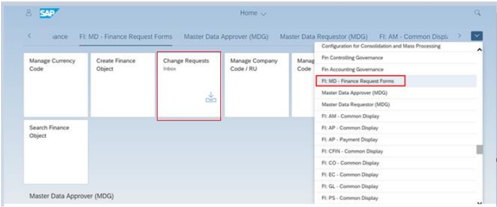 SAP
Home
ance
FI: MD - Finance Request Forms
Master Data Approver (MDG)
Master Data Requestor (MDG)
FI: AM - Common Displ.
Manage Currency
Code
Create Finance
Object
Change Requests
Inbox
Manage Company
Code / RU
Manag
Code
Search Finance
Object
Master Data Approver (MDG)
Configuration for Consolidation and Mass Processing
Fin Controlling Governance
Fin Accounting Governance
FI: MD - Finance Request Forms
Master Data Approver (MDG)
Master Data Requestor (MDG)
FI: AM - Common Display
FI: AP - Common Display
FI: AP - Payment Display
FI: CFIN - Common Display
FI: CO - Common Display
FI: EC - Common Display
FI: GL - Common Display
FI: PS - Common Display